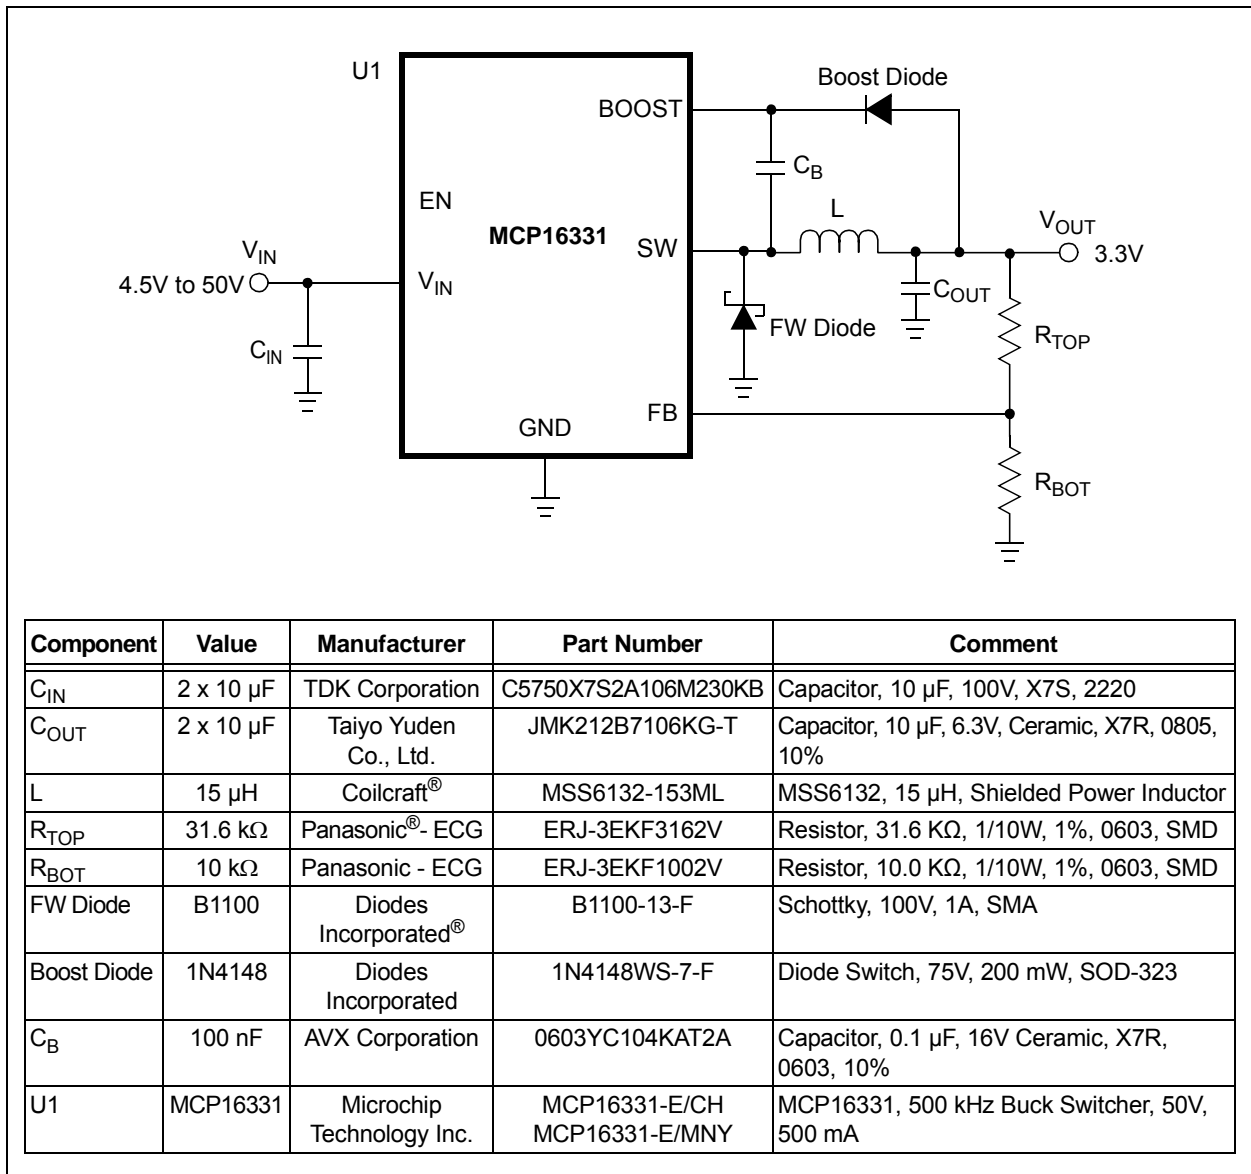 U1
Boost Diode
BOOST
C_B
EN
L
MCP16331
SW
V_OUT
V_IN
3.3V
4.5V to 50V
V_IN
C_OUT
FW Diode
R_TOP
C_IN
FB
GND
R_BOT
Component Value Manufacturer Part Number Comment
C_IN 2 x 10 µF TDK Corporation C5750X7S2A106M230KB Capacitor, 10 µF, 100V, X7S, 2220
C_OUT 2 x 10 µF Taiyo Yuden JMK212B7106KG-T Capacitor, 10 µF, 6.3V, Ceramic, X7R, 0805,
Co., Ltd. 10%
L 15 µH Coilcraft® MSS6132-153ML MSS6132, 15 µH, Shielded Power Inductor
R_TOP 31.6 kΩ Panasonic®- ECG ERJ-3EKF3162V Resistor, 31.6 KΩ, 1/10W, 1%, 0603, SMD
R_BOT 10 kΩ Panasonic - ECG ERJ-3EKF1002V Resistor, 10.0 KΩ, 1/10W, 1%, 0603, SMD
FW Diode B1100 Diodes B1100-13-F Schottky, 100V, 1A, SMA
Incorporated®
Boost Diode 1N4148 Diodes 1N4148WS-7-F Diode Switch, 75V, 200 mW, SOD-323
Incorporated
C_B 100 nF AVX Corporation 0603YC104KAT2A Capacitor, 0.1 µF, 16V Ceramic, X7R,
0603, 10%
U1 MCP16331 Microchip MCP16331-E/CH MCP16331, 500 kHz Buck Switcher, 50V,
Technology Inc. MCP16331-E/MNY 500 mA